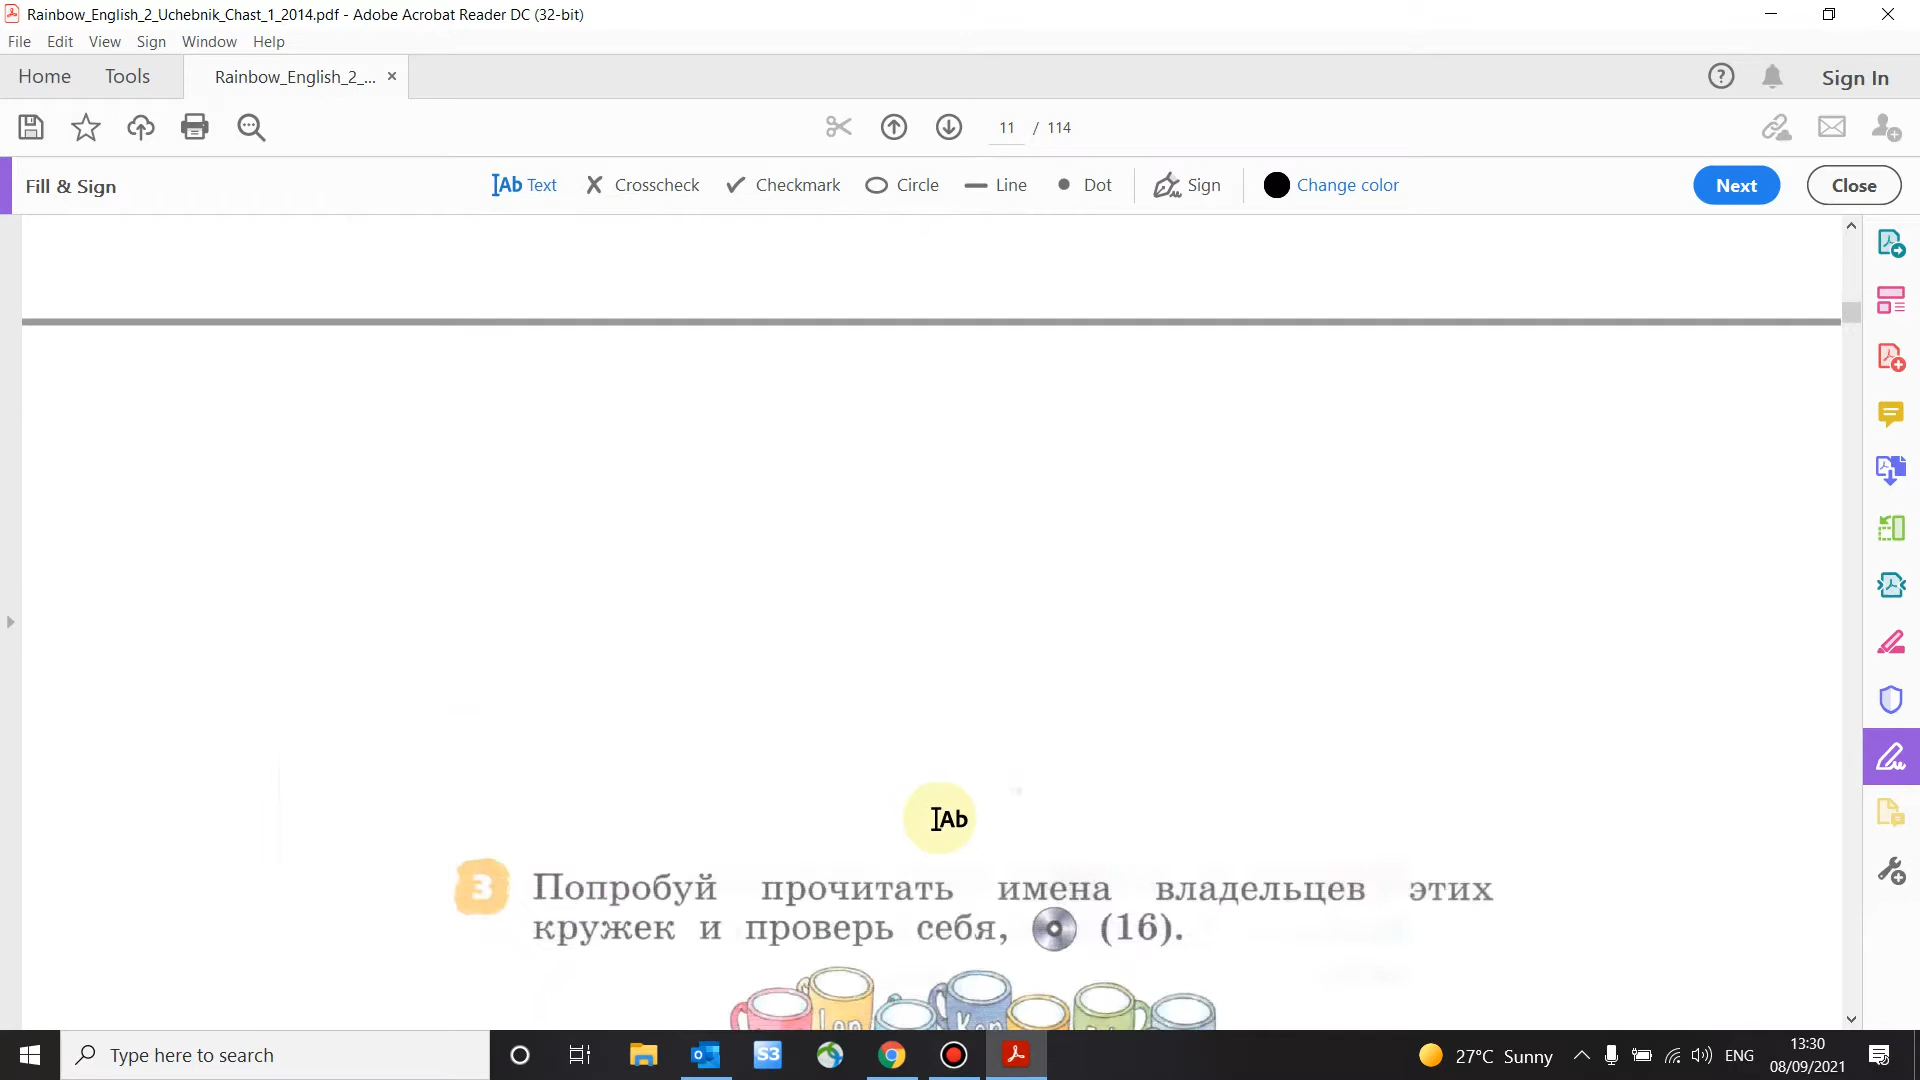 Rainbow_English_2_Uchebnik_Chast_1_2014.pdf - Adobe Acrobat Reader DC (32-bit)
File Edit View Sign Window Help
Home Tools Rainbow_English_2_... × Sign In
11 / 114
Fill & Sign Ab Text Crosscheck Checkmark Circle Line Dot Sign Change color Next Close
Ab
3 Попробуй прочитать имена владельцев этих
кружек и проверь себя, (16).
Type here to search 27°C Sunny ENG 13:30
08/09/2021